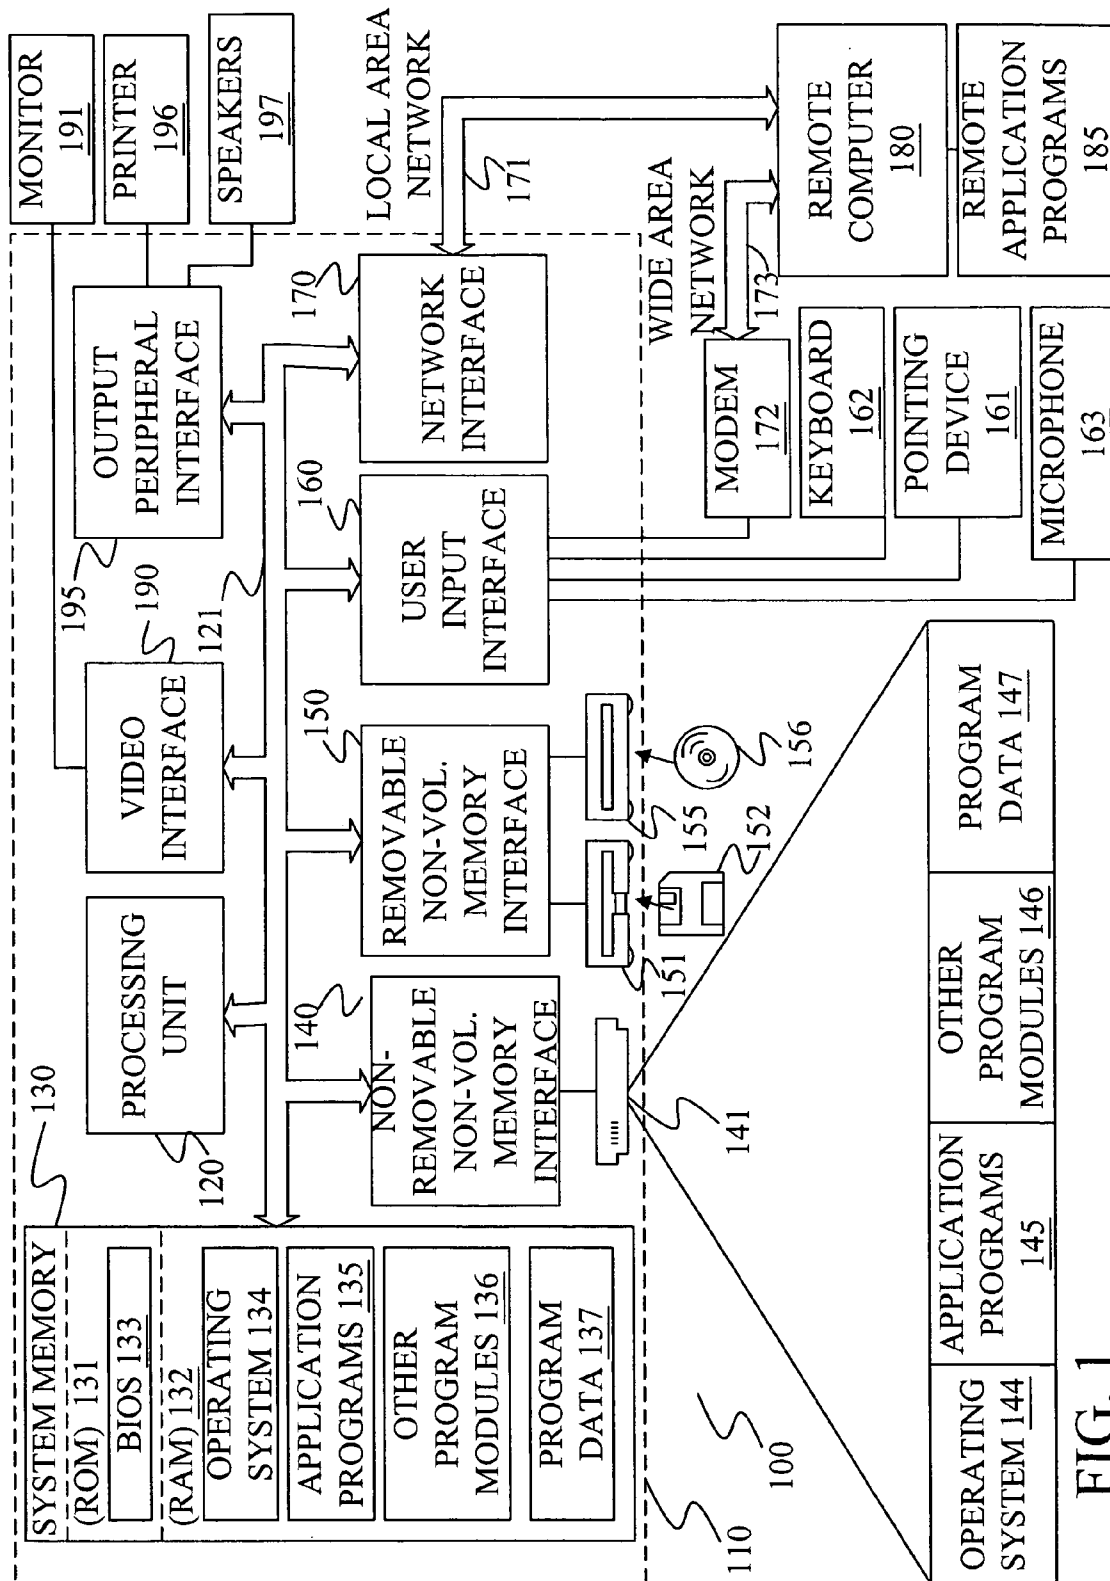 SYSTEM MEMORY
(ROM) 131
BIOS 133
(RAM) 132
OPERATING
SYSTEM 134
APPLICATION
PROGRAMS 135
OTHER
PROGRAM
MODULES 136
PROGRAM
DATA 137
130
PROCESSING
UNIT
120
VIDEO
INTERFACE
190
121
OUTPUT
PERIPHERAL
INTERFACE
195
MONITOR
191
PRINTER
196
SPEAKERS
197
NON-
REMOVABLE
NON-VOL.
MEMORY
INTERFACE
140
REMOVABLE
NON-VOL.
MEMORY
INTERFACE
150
USER
INPUT
INTERFACE
160
NETWORK
INTERFACE
170
LOCAL AREA
NETWORK
171
141
151
152
155
156
WIDE AREA
NETWORK
173
MODEM
172
KEYBOARD
162
POINTING
DEVICE
161
MICROPHONE
163
REMOTE
COMPUTER
180
REMOTE
APPLICATION
PROGRAMS
185
110
100
OPERATING
SYSTEM 144
APPLICATION
PROGRAMS
145
OTHER
PROGRAM
MODULES 146
PROGRAM
DATA 147
FIG. 1